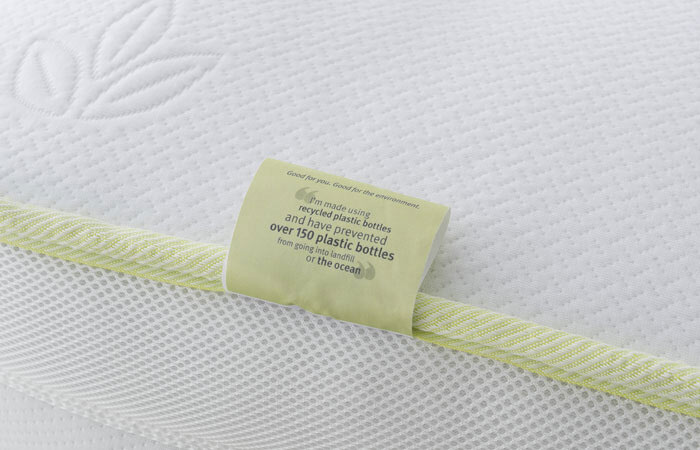 Good for you. Good for the environment.
“I'm made using
recycled plastic bottles
and have prevented
over 150 plastic bottles
from going into landfill
or the ocean”